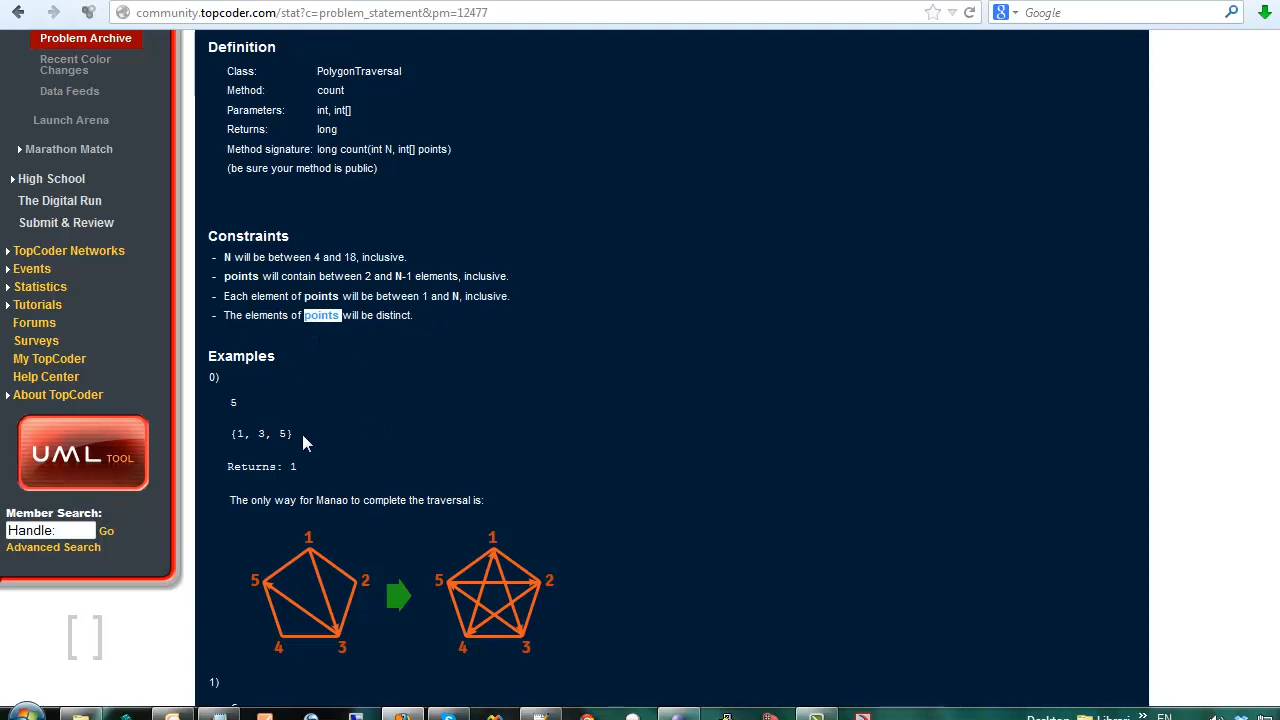 community.topcoder.com/stat?c=problem_statement&pm=12477
Google
Problem Archive
Recent Color
Changes
Data Feeds
Launch Arena
Marathon Match
High School
The Digital Run
Submit & Review
TopCoder Networks
Events
Statistics
Tutorials
Forums
Surveys
My TopCoder
Help Center
About TopCoder
UML TOOL
Member Search:
Handle: Go
Advanced Search
[ ]
Definition
Class: PolygonTraversal
Method: count
Parameters: int, int[]
Returns: long
Method signature: long count(int N, int[] points)
(be sure your method is public)
Constraints
- N will be between 4 and 18, inclusive.
- points will contain between 2 and N-1 elements, inclusive.
- Each element of points will be between 1 and N, inclusive.
- The elements of points will be distinct.
Examples
0)
5
{1, 3, 5}
Returns: 1
The only way for Manao to complete the traversal is:
1 1
5 2 5 2
4 3 4 3
1)
Desktop Librari » EN